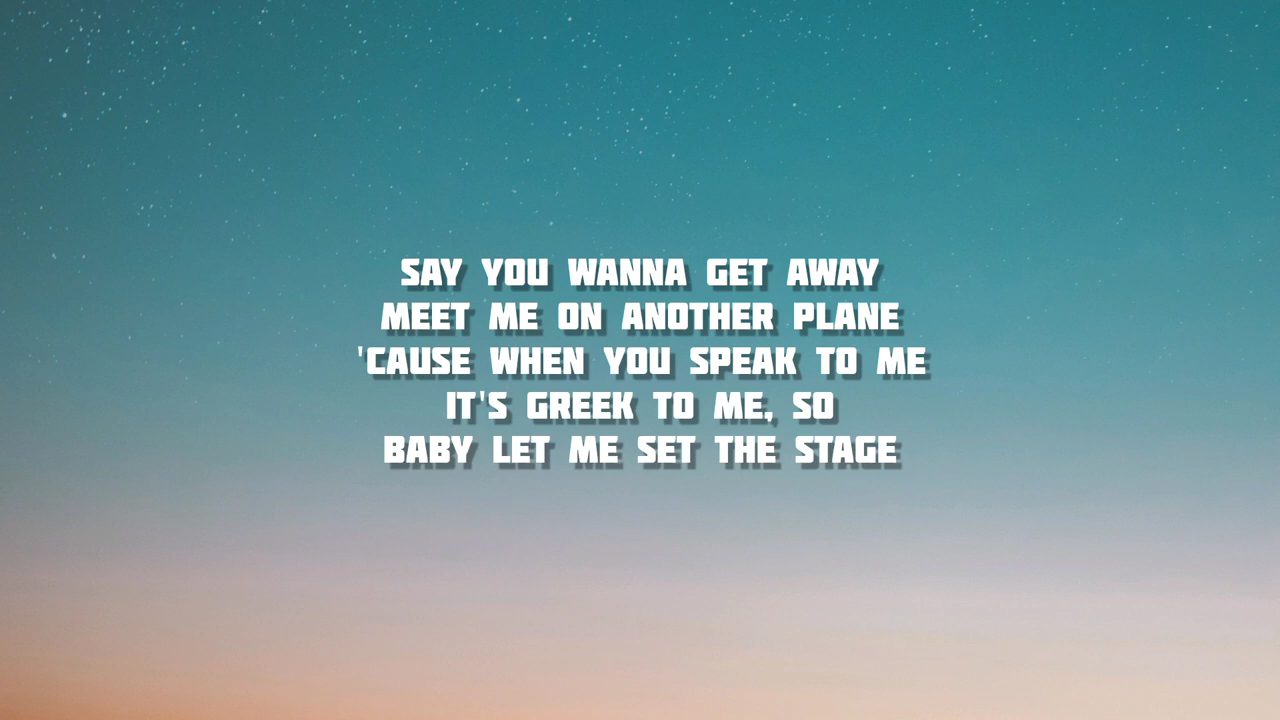 SAY YOU WANNA GET AWAY
MEET ME ON ANOTHER PLANE
'CAUSE WHEN YOU SPEAK TO ME
IT'S GREEK TO ME, SO
BABY LET ME SET THE STAGE